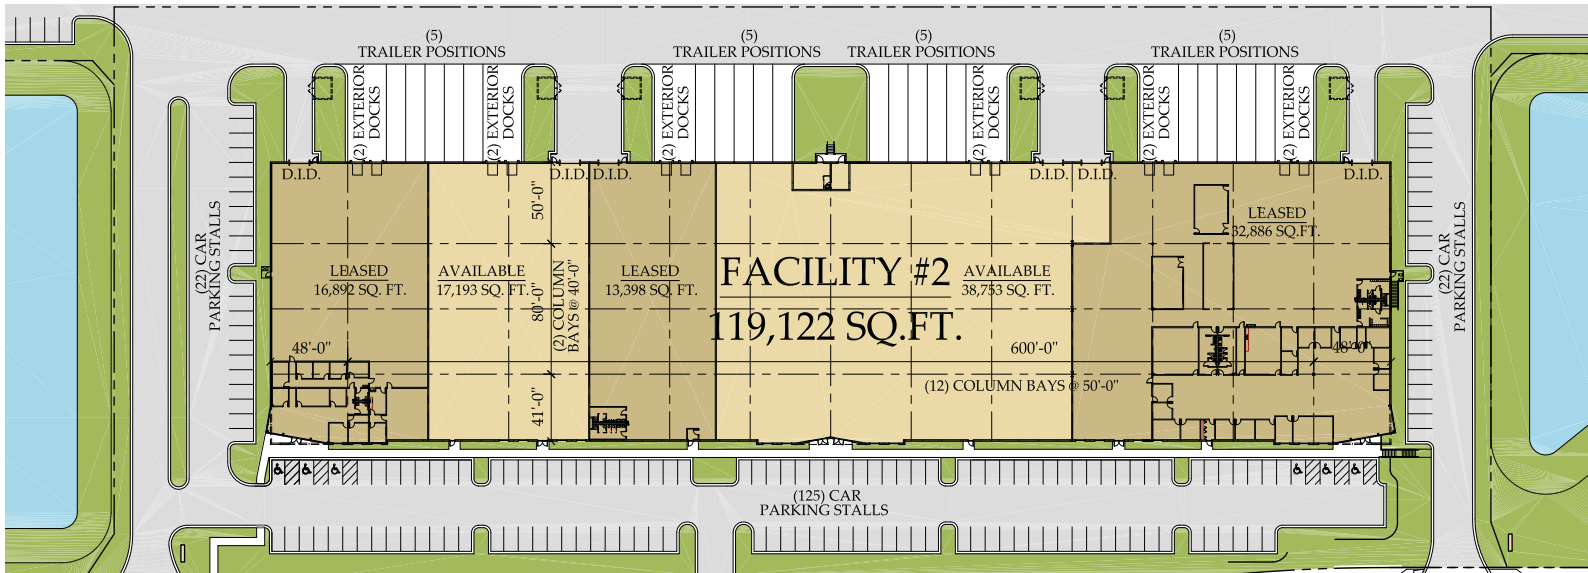 (5)
TRAILER POSITIONS
(5)
TRAILER POSITIONS
(5)
TRAILER POSITIONS
(5)
TRAILER POSITIONS
(2) EXTERIOR
DOCKS
(2) EXTERIOR
DOCKS
(2) EXTERIOR
DOCKS
(2) EXTERIOR
DOCKS
(2) EXTERIOR
DOCKS
(2) EXTERIOR
DOCKS
D.I.D.
D.I.D.
D.I.D.
D.I.D.
D.I.D.
D.I.D.
(22) CAR
PARKING STALLS
50'-0"
LEASED
32,886 SQ.FT.
(22) CAR
PARKING STALLS
LEASED
16,892 SQ. FT.
AVAILABLE
17,193 SQ. FT.
80'-0"
(2) COLUMN
BAYS @ 40'-0"
LEASED
13,398 SQ. FT.
FACILITY #2
119,122 SQ.FT.
AVAILABLE
38,753 SQ. FT.
48'-0"
600'-0"
48'-0"
(12) COLUMN BAYS @ 50'-0"
41'-0"
(125) CAR
PARKING STALLS